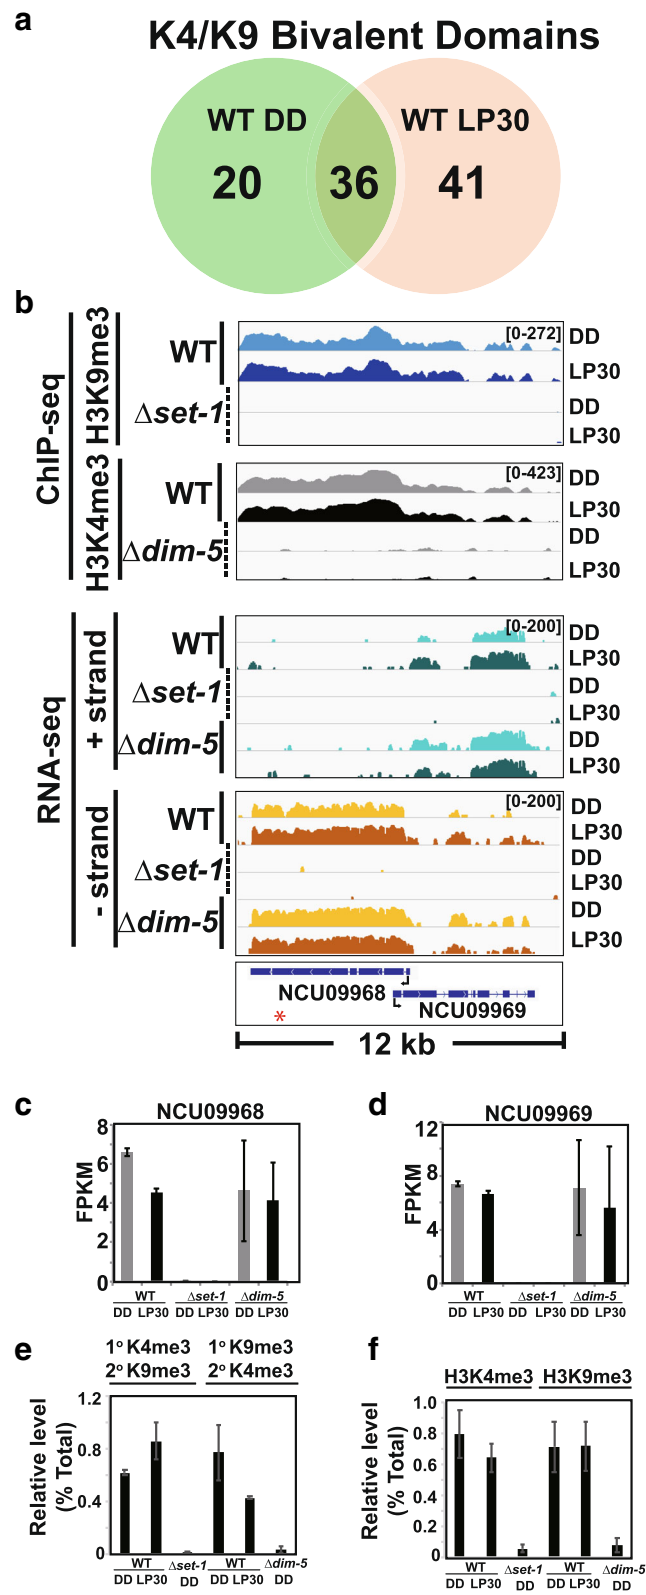 a
K4/K9 Bivalent Domains
WT DD
WT LP30
20
36
41
b
ChIP-seq
H3K9me3
WT
[0-272]
DD
LP30
Δset-1
DD
LP30
H3K4me3
WT
[0-423]
DD
LP30
Δdim-5
DD
LP30
RNA-seq
+ strand
WT
[0-200]
DD
LP30
Δset-1
DD
LP30
Δdim-5
DD
LP30
- strand
WT
[0-200]
DD
LP30
Δset-1
DD
LP30
Δdim-5
DD
LP30
NCU09968
NCU09969
*
12 kb
c
NCU09968
FPKM
8
6
4
2
0
WT
Δset-1
Δdim-5
DD LP30
DD LP30
DD LP30
d
NCU09969
FPKM
12
8
4
0
WT
Δset-1
Δdim-5
DD LP30
DD LP30
DD LP30
e
1º K4me3
2º K9me3
1º K9me3
2º K4me3
Relative level
(% Total)
1.2
0.8
0.4
0
WT
Δset-1
WT
Δdim-5
DD LP30
DD
DD LP30
DD
f
H3K4me3
H3K9me3
Relative level
(% Total)
1.0
0.8
0.6
0.4
0.2
0
WT
Δset-1
WT
Δdim-5
DD LP30
DD
DD LP30
DD